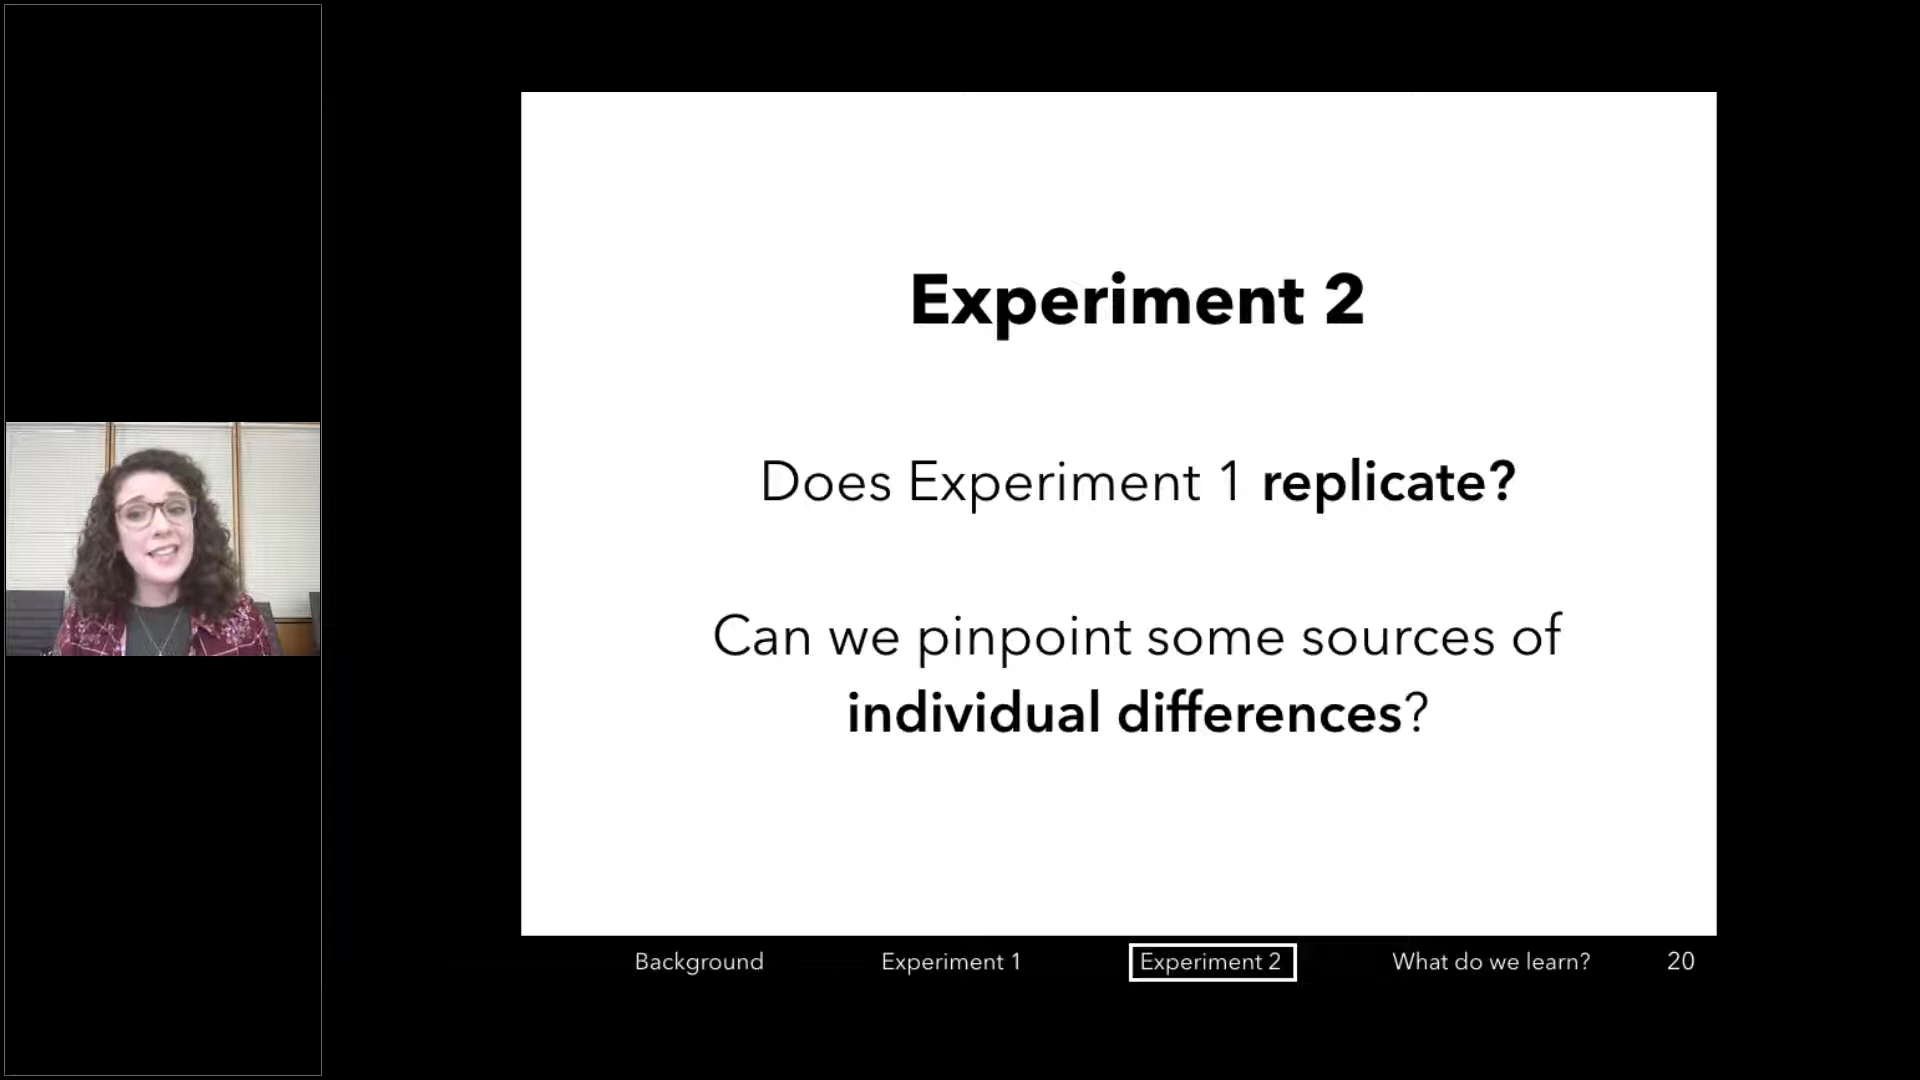 Experiment 2
Does Experiment 1 replicate?
Can we pinpoint some sources of
individual differences?
Background
Experiment 1
Experiment 2
What do we learn?
20